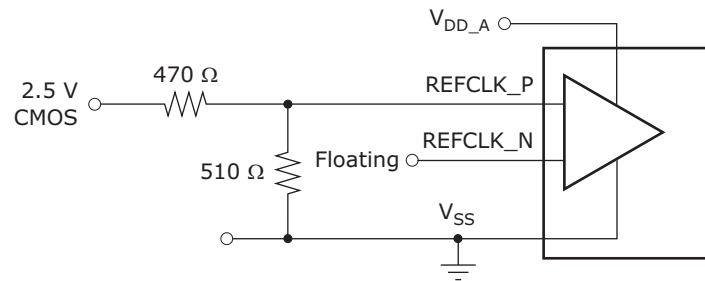 V_DD_A
470 Ω
2.5 V
CMOS
REFCLK_P
REFCLK_N
Floating
510 Ω
V_SS